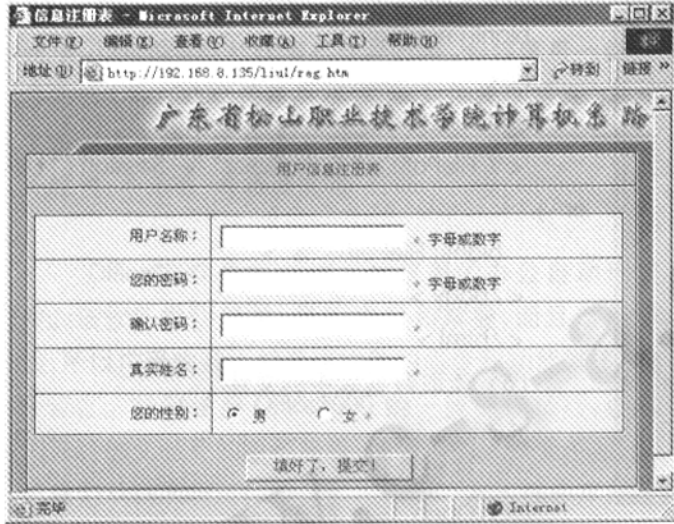 信息注册表 - Microsoft Internet Explorer
文件(F) 编辑(E) 查看(V) 收藏(A) 工具(T) 帮助(H)
地址(D) http://192.168.8.135/liu1/reg.htm 转到 链接 »
广东省松山职业技术学院计算机系
用户信息注册表
用户名称： * 字母或数字
您的密码： * 字母或数字
确认密码： *
真实姓名： *
您的性别： 男 女 *
填好了，提交！
完毕 Internet